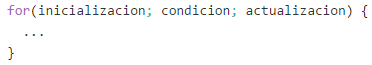 for(inicializacion; condicion; actualizacion) {
  ...
}